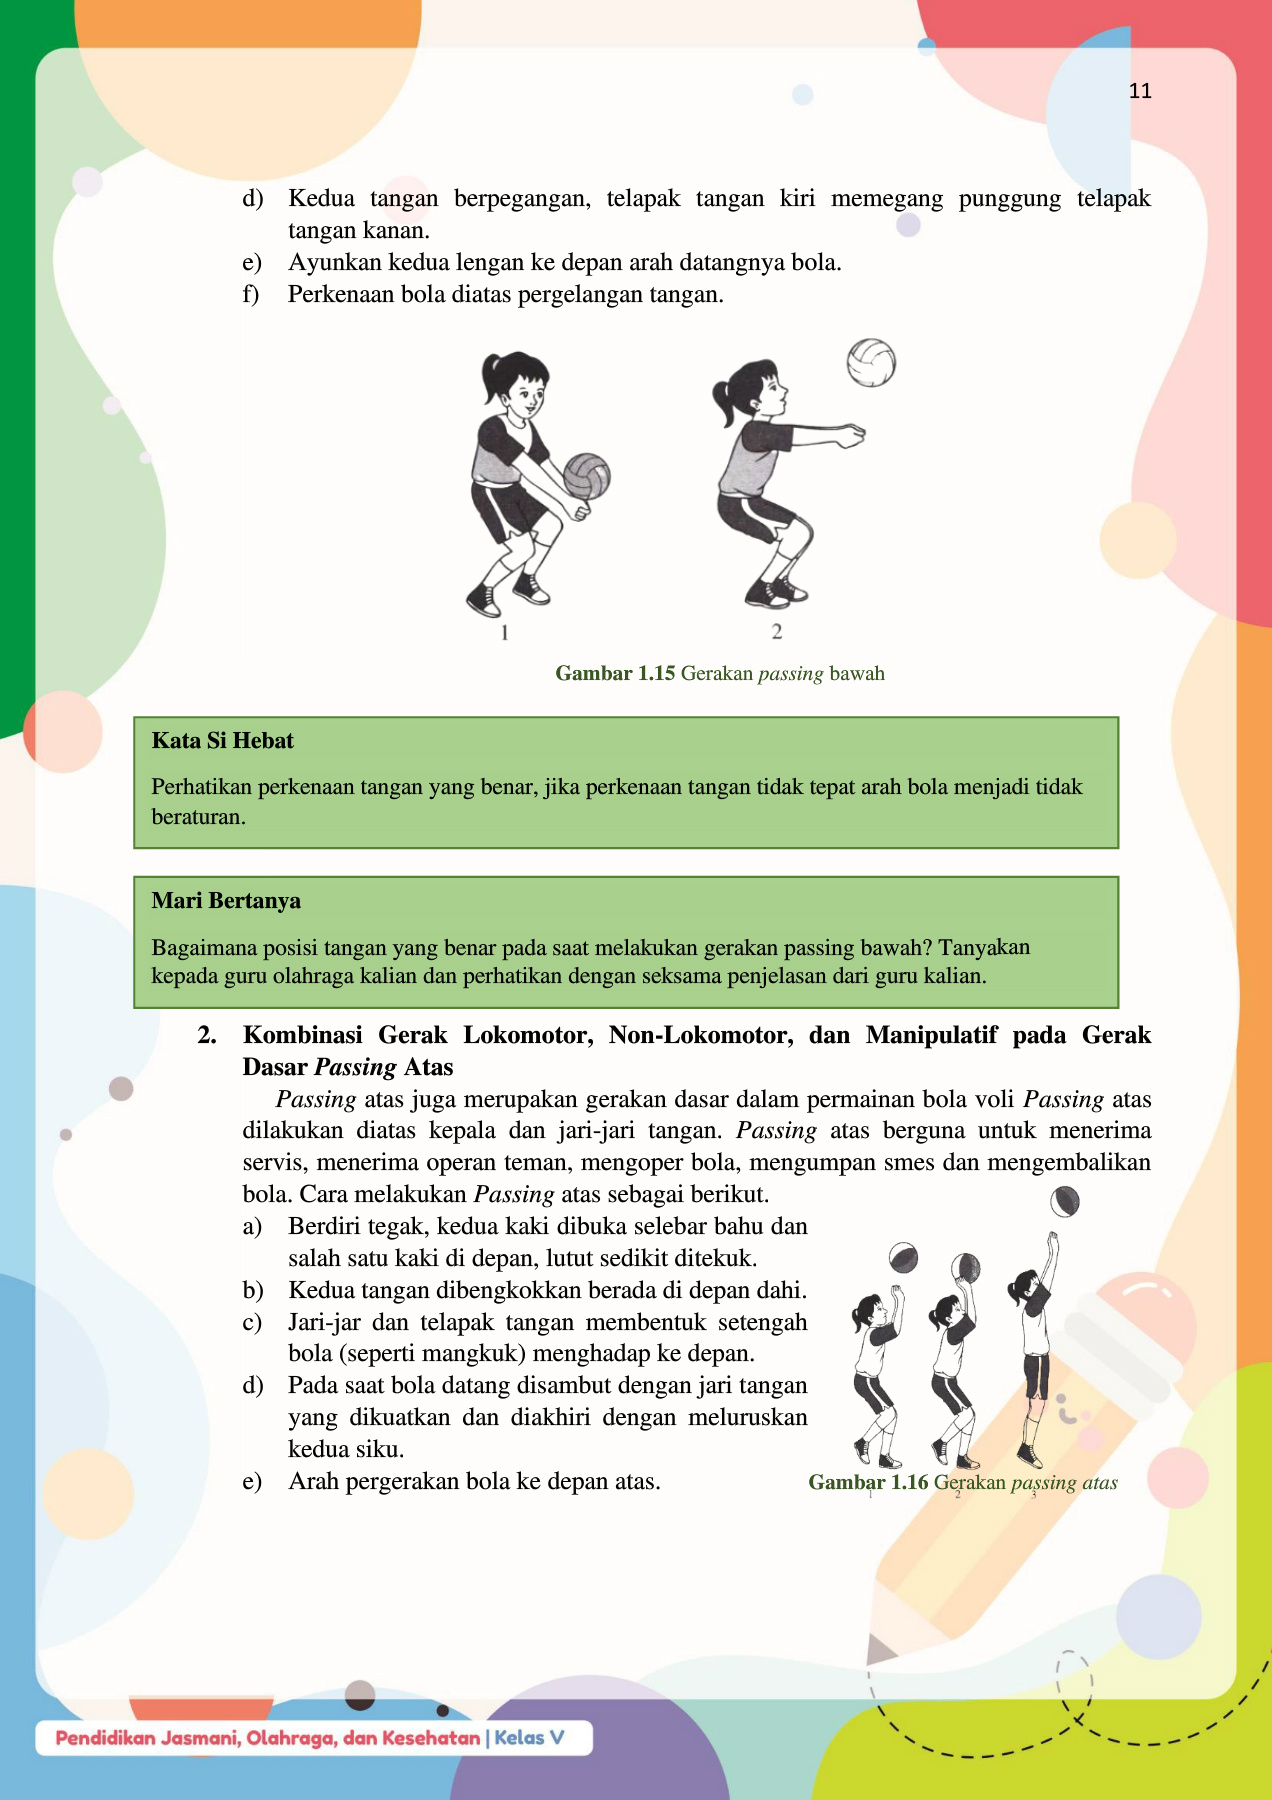 11
d) Kedua tangan berpegangan, telapak tangan kiri memegang punggung telapak
tangan kanan.
e) Ayunkan kedua lengan ke depan arah datangnya bola.
f) Perkenaan bola diatas pergelangan tangan.
1
2
Gambar 1.15 Gerakan passing bawah
Kata Si Hebat
Perhatikan perkenaan tangan yang benar, jika perkenaan tangan tidak tepat arah bola menjadi tidak
beraturan.
Mari Bertanya
Bagaimana posisi tangan yang benar pada saat melakukan gerakan passing bawah? Tanyakan
kepada guru olahraga kalian dan perhatikan dengan seksama penjelasan dari guru kalian.
2. Kombinasi Gerak Lokomotor, Non-Lokomotor, dan Manipulatif pada Gerak
Dasar Passing Atas
Passing atas juga merupakan gerakan dasar dalam permainan bola voli Passing atas
dilakukan diatas kepala dan jari-jari tangan. Passing atas berguna untuk menerima
servis, menerima operan teman, mengoper bola, mengumpan smes dan mengembalikan
bola. Cara melakukan Passing atas sebagai berikut.
a) Berdiri tegak, kedua kaki dibuka selebar bahu dan
salah satu kaki di depan, lutut sedikit ditekuk.
b) Kedua tangan dibengkokkan berada di depan dahi.
c) Jari-jar dan telapak tangan membentuk setengah
bola (seperti mangkuk) menghadap ke depan.
d) Pada saat bola datang disambut dengan jari tangan
yang dikuatkan dan diakhiri dengan meluruskan
kedua siku.
e) Arah pergerakan bola ke depan atas.
Gambar 1.16 Gerakan passing atas
1
2
3
Pendidikan Jasmani, Olahraga, dan Kesehatan | Kelas V